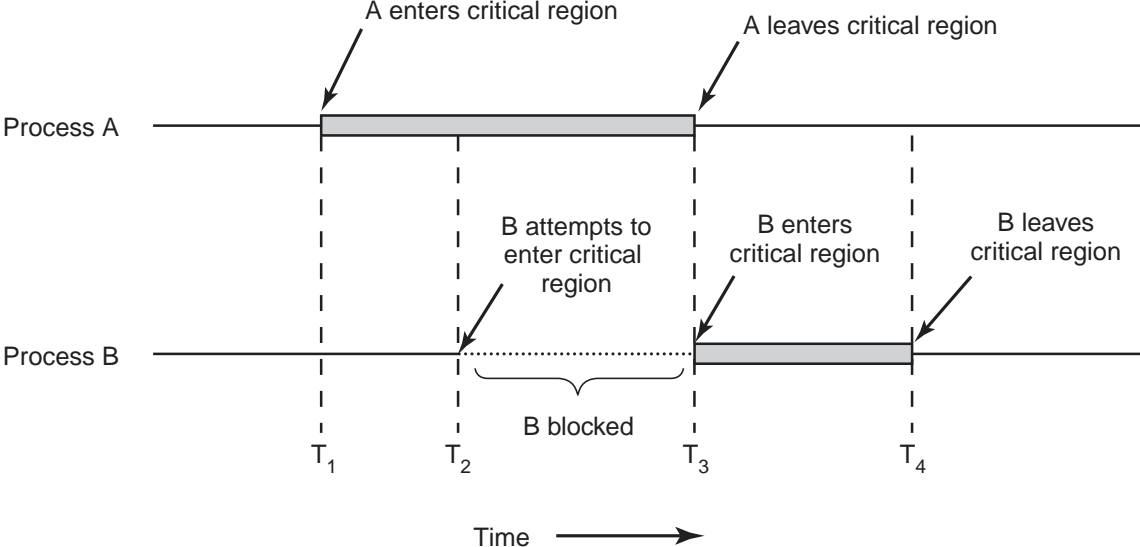 A enters critical region
A leaves critical region
Process A
B attempts to
enter critical
region
B enters
critical region
B leaves
critical region
Process B
B blocked
T1
T2
T3
T4
Time